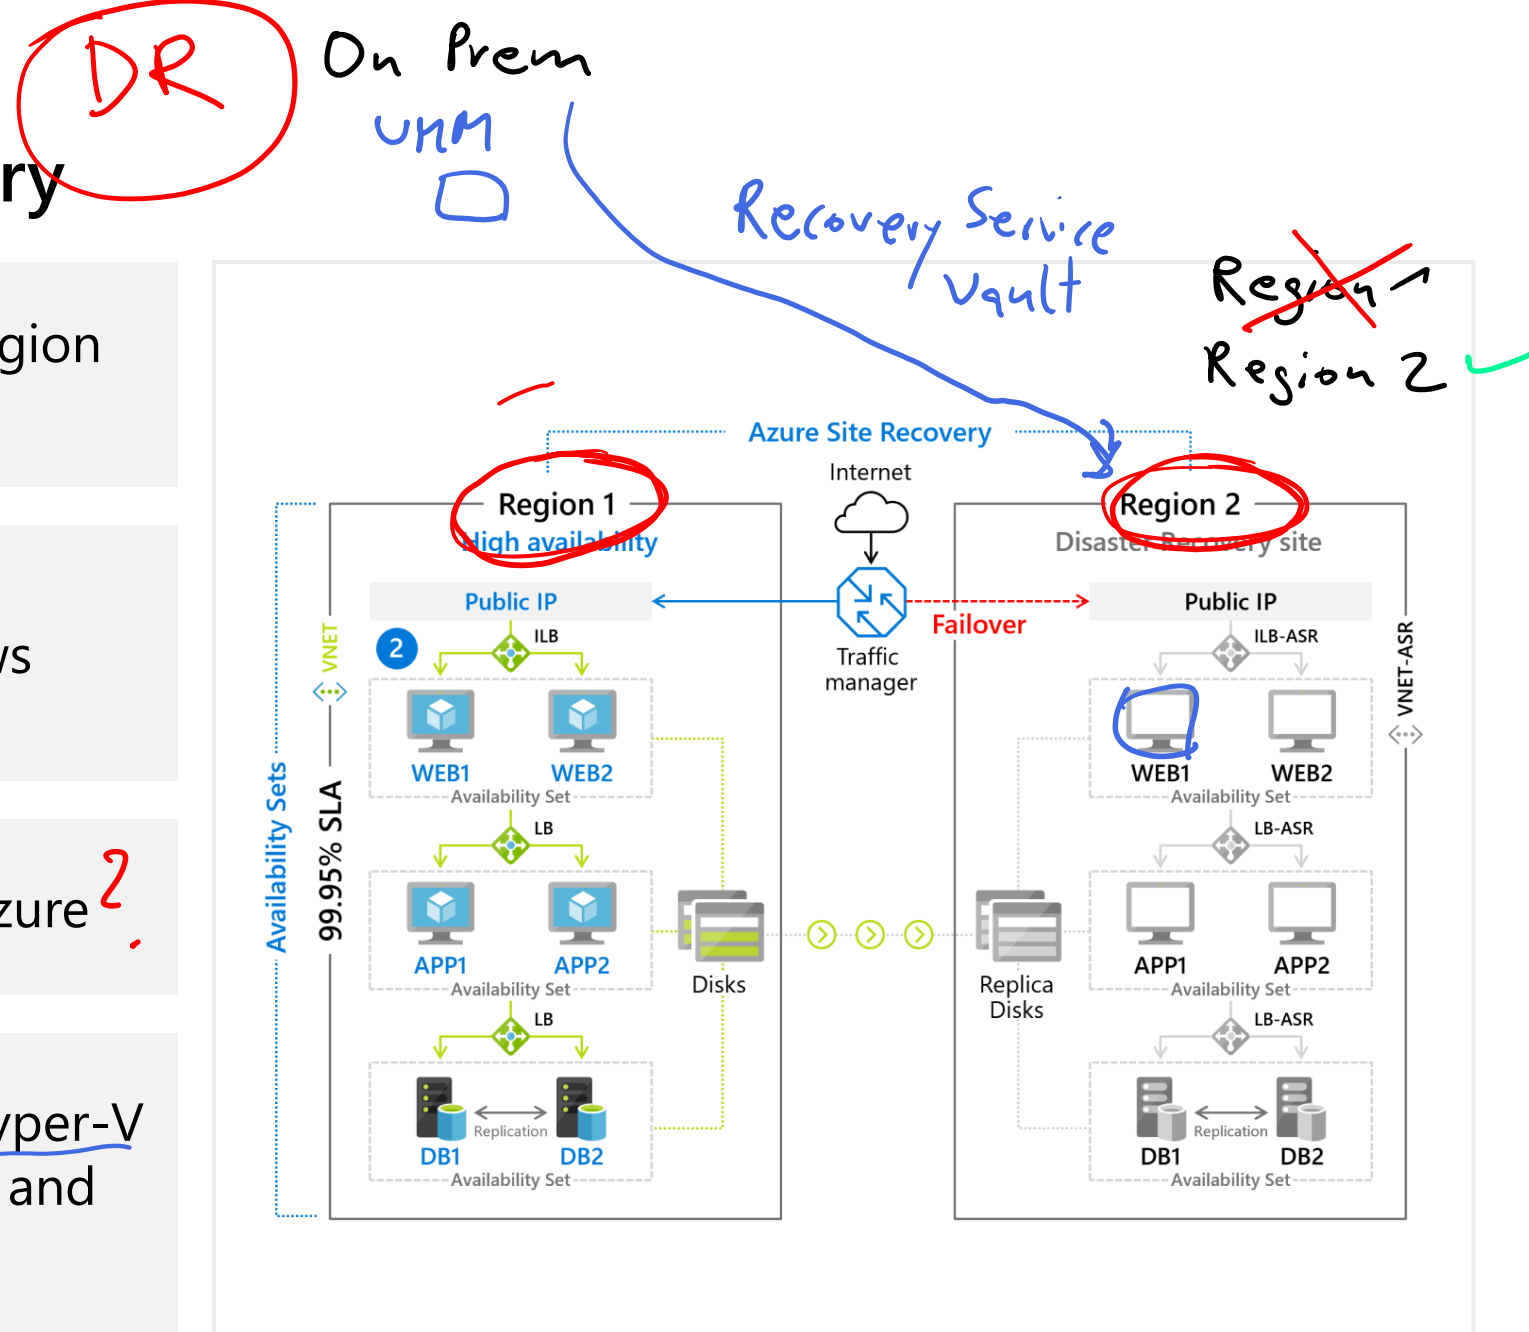 DR
On Prem
VMM
ry
Recovery Service
Vault
Region 1
Region 2
gion
ws
zure ?
yper-V
and
Azure Site Recovery
Internet
Traffic
manager
Failover
Region 1
High availability
Public IP
2
ILB
VNET
WEB1
WEB2
Availability Set
LB
Availability Sets
99.95% SLA
APP1
APP2
Availability Set
Disks
LB
DB1
Replication
DB2
Availability Set
Region 2
Disaster Recovery site
Public IP
ILB-ASR
VNET-ASR
WEB1
WEB2
Availability Set
LB-ASR
APP1
APP2
Availability Set
Replica
Disks
LB-ASR
DB1
Replication
DB2
Availability Set